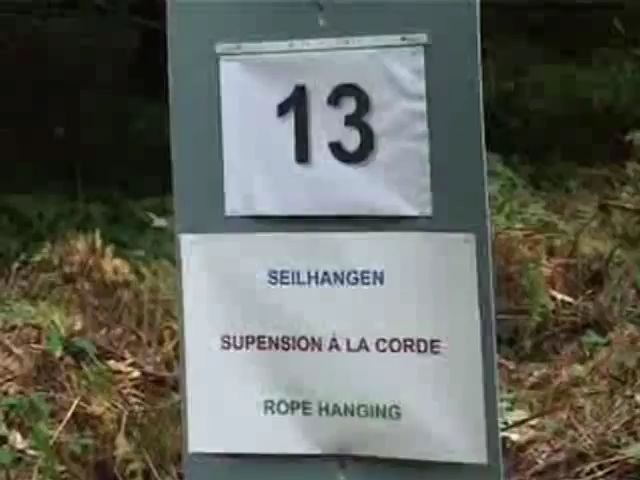 13
SEILHANGEN
SUPENSION À LA CORDE
ROPE HANGING